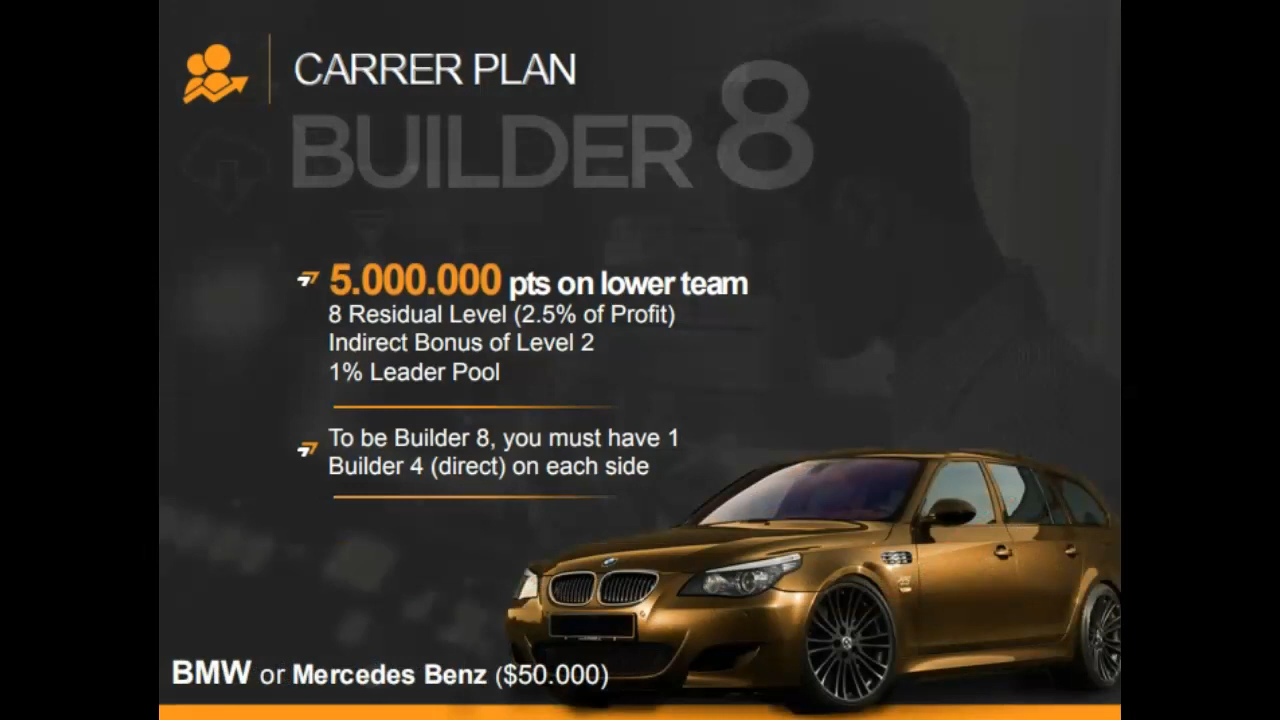 CARRER PLAN
BUILDER 8
5.000.000 pts on lower team
8 Residual Level (2.5% of Profit)
Indirect Bonus of Level 2
1% Leader Pool
To be Builder 8, you must have 1
Builder 4 (direct) on each side
BMW or Mercedes Benz ($50.000)